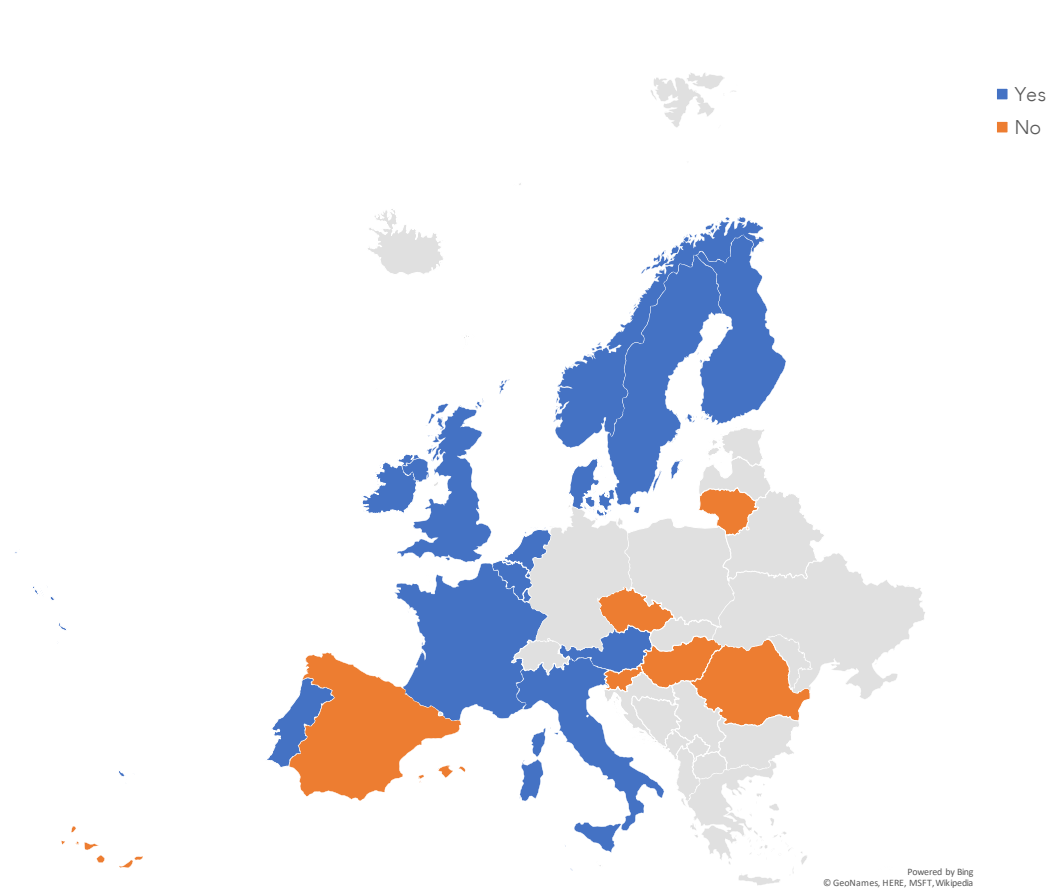 Yes
No
Powered by Bing
© GeoNames, HERE, MSFT, Wikipedia